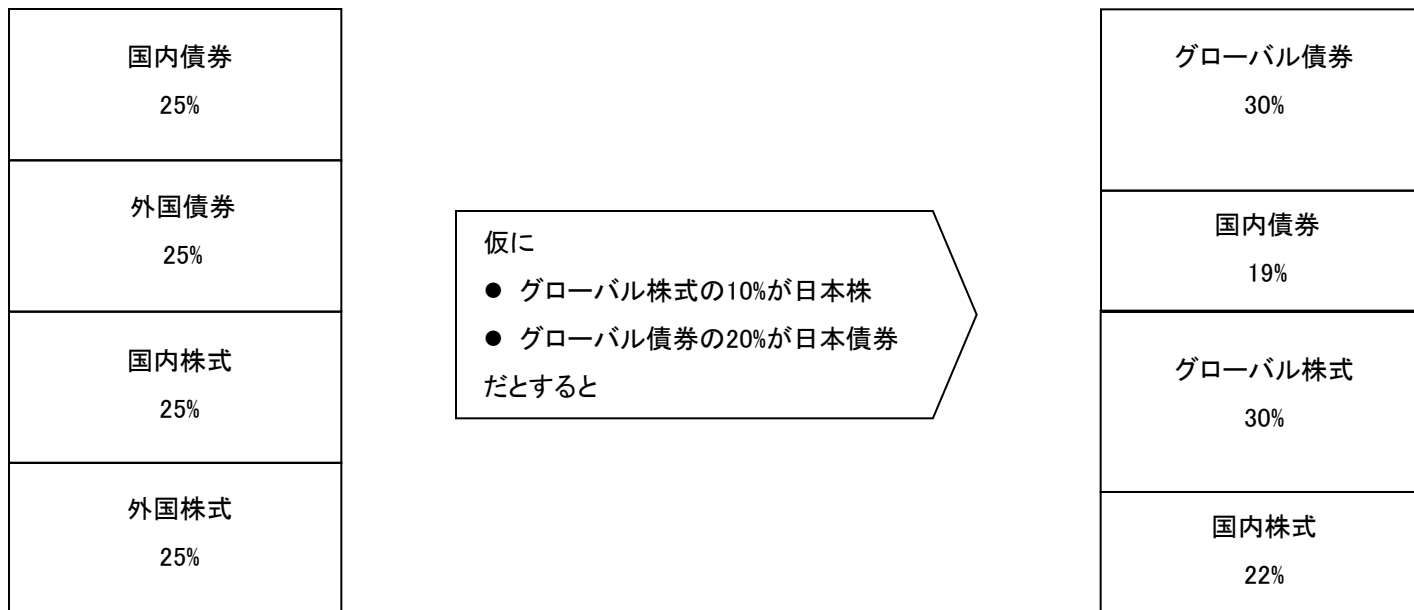 国内債券
25%
外国債券
25%
国内株式
25%
外国株式
25%
仮に
● グローバル株式の10%が日本株
● グローバル債券の20%が日本債券
だとすると
グローバル債券
30%
国内債券
19%
グローバル株式
30%
国内株式
22%